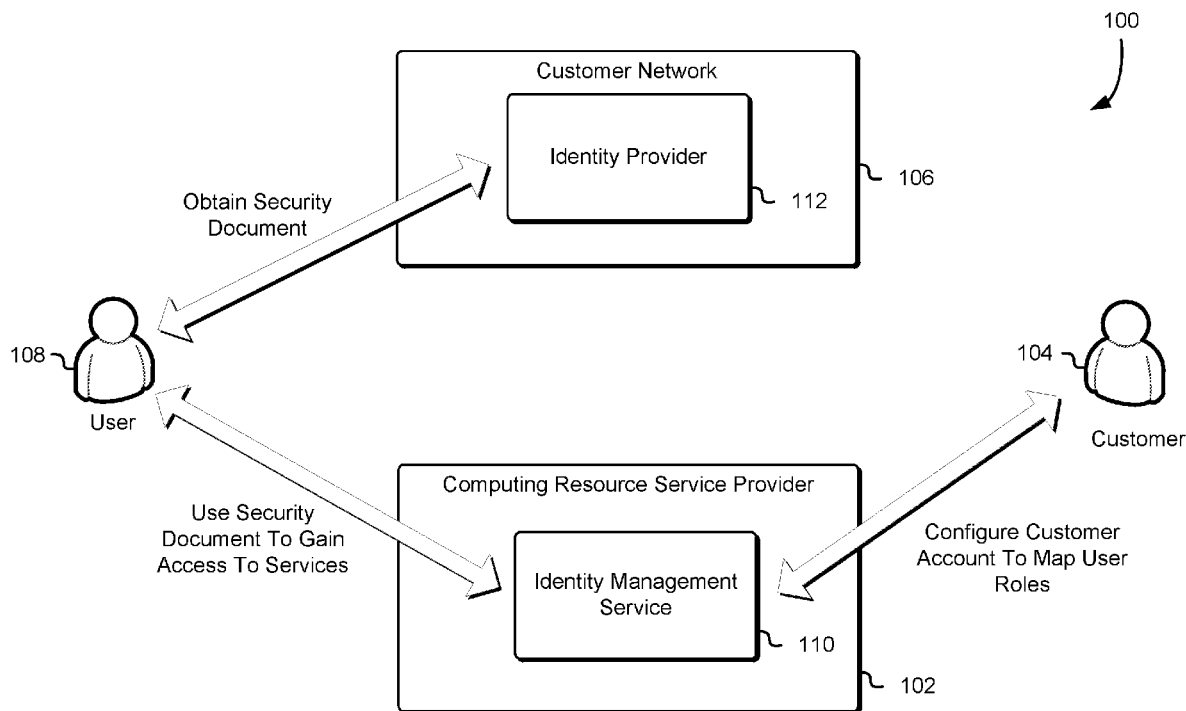 100
Customer Network
Identity Provider
112
106
Obtain Security
Document
108
User
104
Customer
Computing Resource Service Provider
Use Security
Document To Gain
Access To Services
Identity Management
Service
110
102
Configure Customer
Account To Map User
Roles